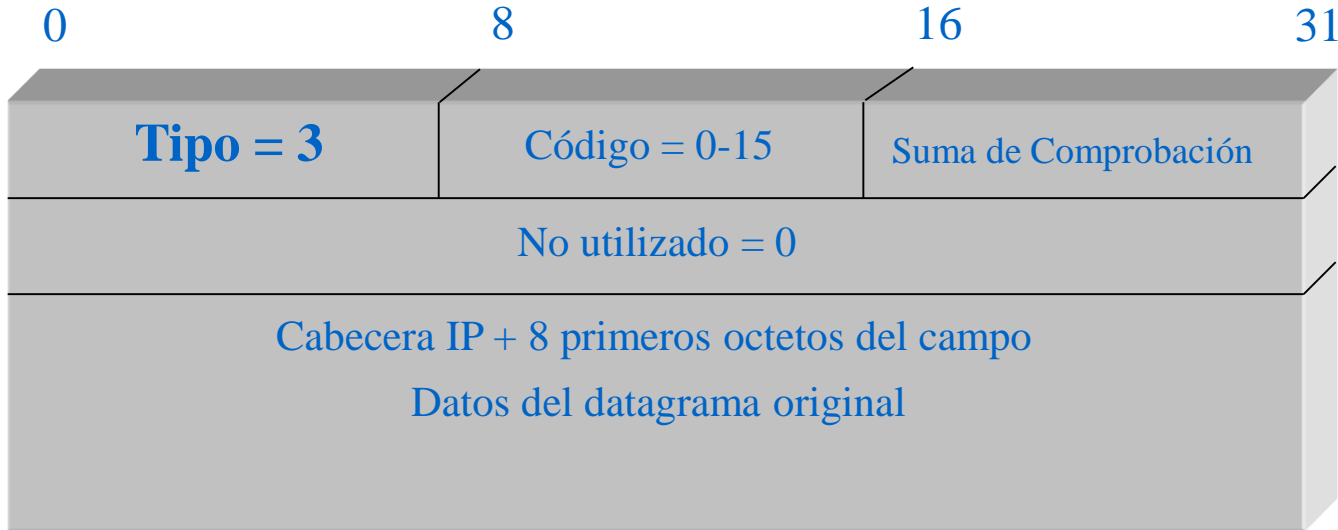 0 8 16 31
Tipo = 3 Código = 0-15 Suma de Comprobación
No utilizado = 0
Cabecera IP + 8 primeros octetos del campo
Datos del datagrama original